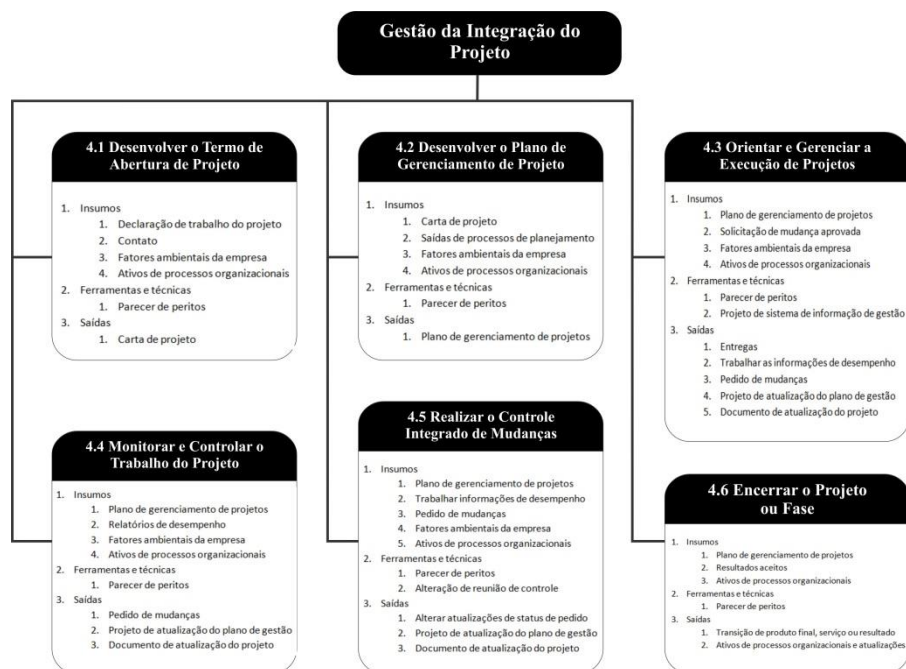 Gestão da Integração do
Projeto
4.1 Desenvolver o Termo de
Abertura de Projeto
1. Insumos
1. Declaração de trabalho do projeto
2. Contato
3. Fatores ambientais da empresa
4. Ativos de processos organizacionais
2. Ferramentas e técnicas
1. Parecer de peritos
3. Saídas
1. Carta de projeto
4.2 Desenvolver o Plano de
Gerenciamento de Projeto
1. Insumos
1. Carta de projeto
2. Saídas de processos de planejamento
3. Fatores ambientais da empresa
4. Ativos de processos organizacionais
2. Ferramentas e técnicas
1. Parecer de peritos
3. Saídas
1. Plano de gerenciamento de projetos
4.3 Orientar e Gerenciar a
Execução de Projetos
1. Insumos
1. Plano de gerenciamento de projetos
2. Solicitação de mudança aprovada
3. Fatores ambientais da empresa
4. Ativos de processos organizacionais
2. Ferramentas e técnicas
1. Parecer de peritos
2. Projeto de sistema de informação de gestão
3. Saídas
1. Entregas
2. Trabalhar as informações de desempenho
3. Pedido de mudanças
4. Projeto de atualização do plano de gestão
5. Documento de atualização do projeto
4.4 Monitorar e Controlar o
Trabalho do Projeto
1. Insumos
1. Plano de gerenciamento de projetos
2. Relatórios de desempenho
3. Fatores ambientais da empresa
4. Ativos de processos organizacionais
2. Ferramentas e técnicas
1. Parecer de peritos
3. Saídas
1. Pedido de mudanças
2. Projeto de atualização do plano de gestão
3. Documento de atualização do projeto
4.5 Realizar o Controle
Integrado de Mudanças
1. Insumos
1. Plano de gerenciamento de projetos
2. Trabalhar informações de desempenho
3. Pedido de mudanças
4. Fatores ambientais da empresa
5. Ativos de processos organizacionais
2. Ferramentas e técnicas
1. Parecer de peritos
2. Alteração de reunião de controle
3. Saídas
1. Alterar atualizações de status de pedido
2. Projeto de atualização do plano de gestão
3. Documento de atualização do projeto
4.6 Encerrar o Projeto
ou Fase
1. Insumos
1. Plano de gerenciamento de projetos
2. Resultados aceitos
3. Ativos de processos organizacionais
2. Ferramentas e técnicas
1. Parecer de peritos
3. Saídas
1. Transição de produto final, serviço ou resultado
2. Ativos de processos organizacionais e atualizações